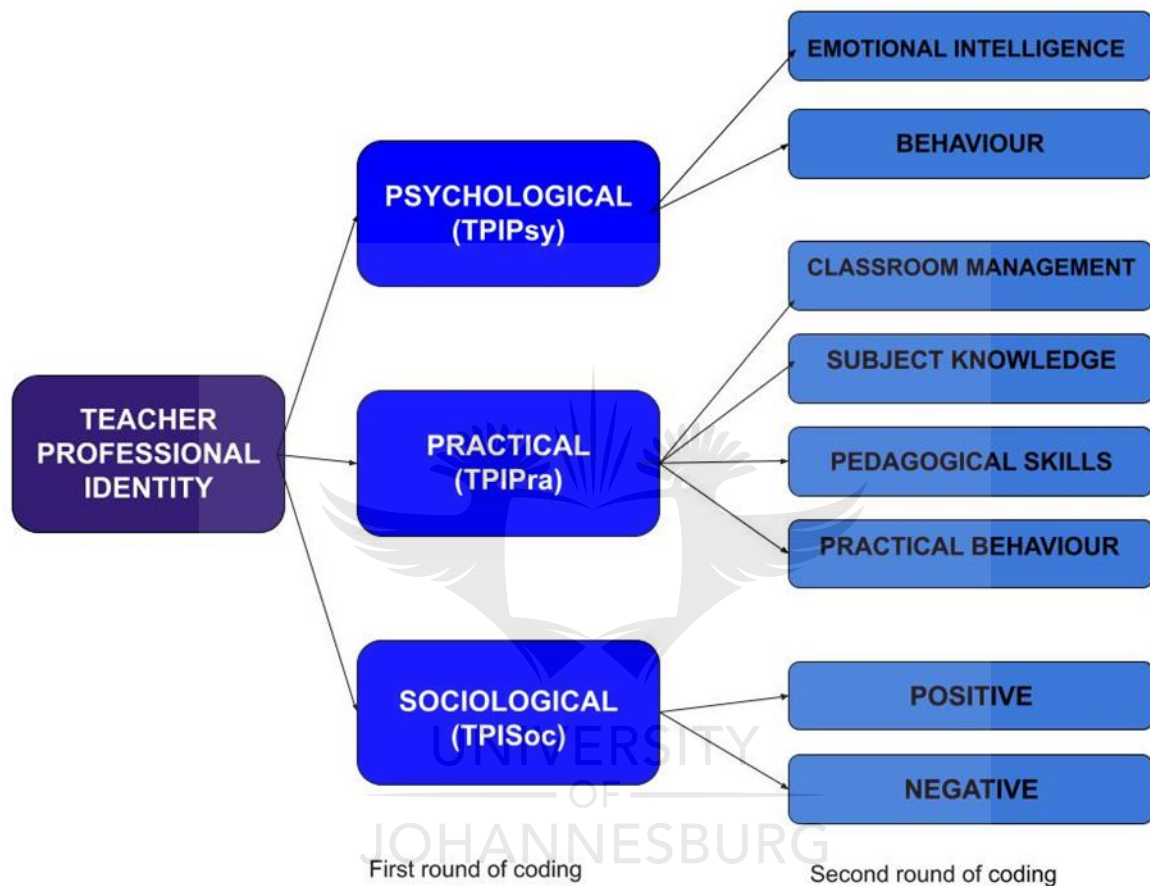 EMOTIONAL INTELLIGENCE
BEHAVIOUR
PSYCHOLOGICAL
(TPIPsy)
CLASSROOM MANAGEMENT
SUBJECT KNOWLEDGE
TEACHER
PROFESSIONAL
IDENTITY
PRACTICAL
(TPIPra)
PEDAGOGICAL SKILLS
PRACTICAL BEHAVIOUR
SOCIOLOGICAL
(TPISoc)
POSITIVE
NEGATIVE
UNIVERSITY
OF
JOHANNESBURG
First round of coding
Second round of coding